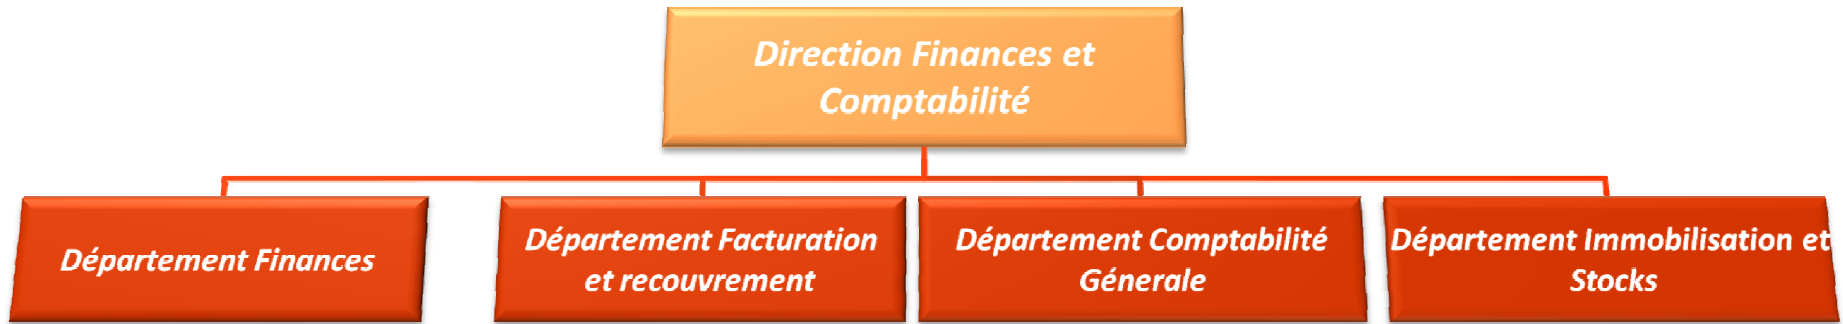 Direction Finances et
Comptabilité
Département Finances
Département Facturation
et recouvrement
Département Comptabilité
Génerale
Département Immobilisation et
Stocks